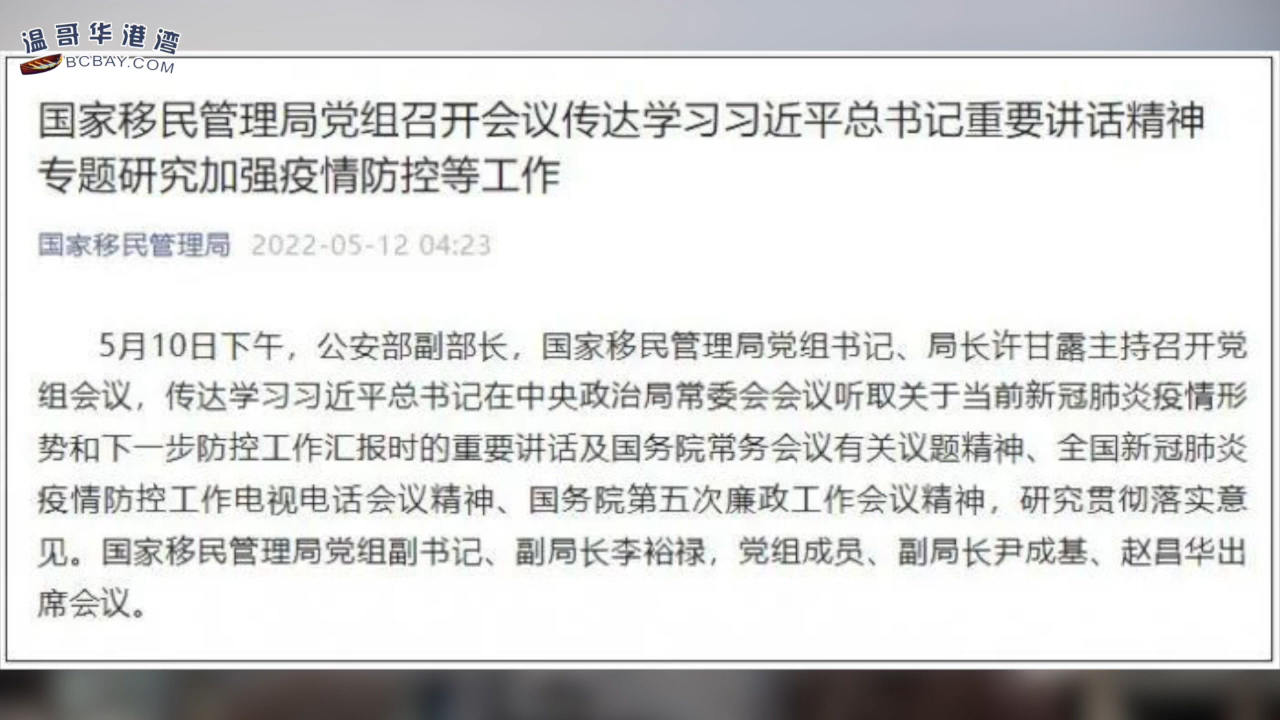 温哥华港湾
BCBAY.COM
国家移民管理局党组召开会议传达学习习近平总书记重要讲话精神
专题研究加强疫情防控等工作
国家移民管理局 2022-05-12 04:23
5月10日下午，公安部副部长，国家移民管理局党组书记、局长许甘露主持召开党
组会议，传达学习习近平总书记在中央政治局常委会会议听取关于当前新冠肺炎疫情形
势和下一步防控工作汇报时的重要讲话及国务院常务会议有关议题精神、全国新冠肺炎
疫情防控工作电视电话会议精神、国务院第五次廉政工作会议精神，研究贯彻落实意
见。国家移民管理局党组副书记、副局长李裕禄，党组成员、副局长尹成基、赵昌华出
席会议。